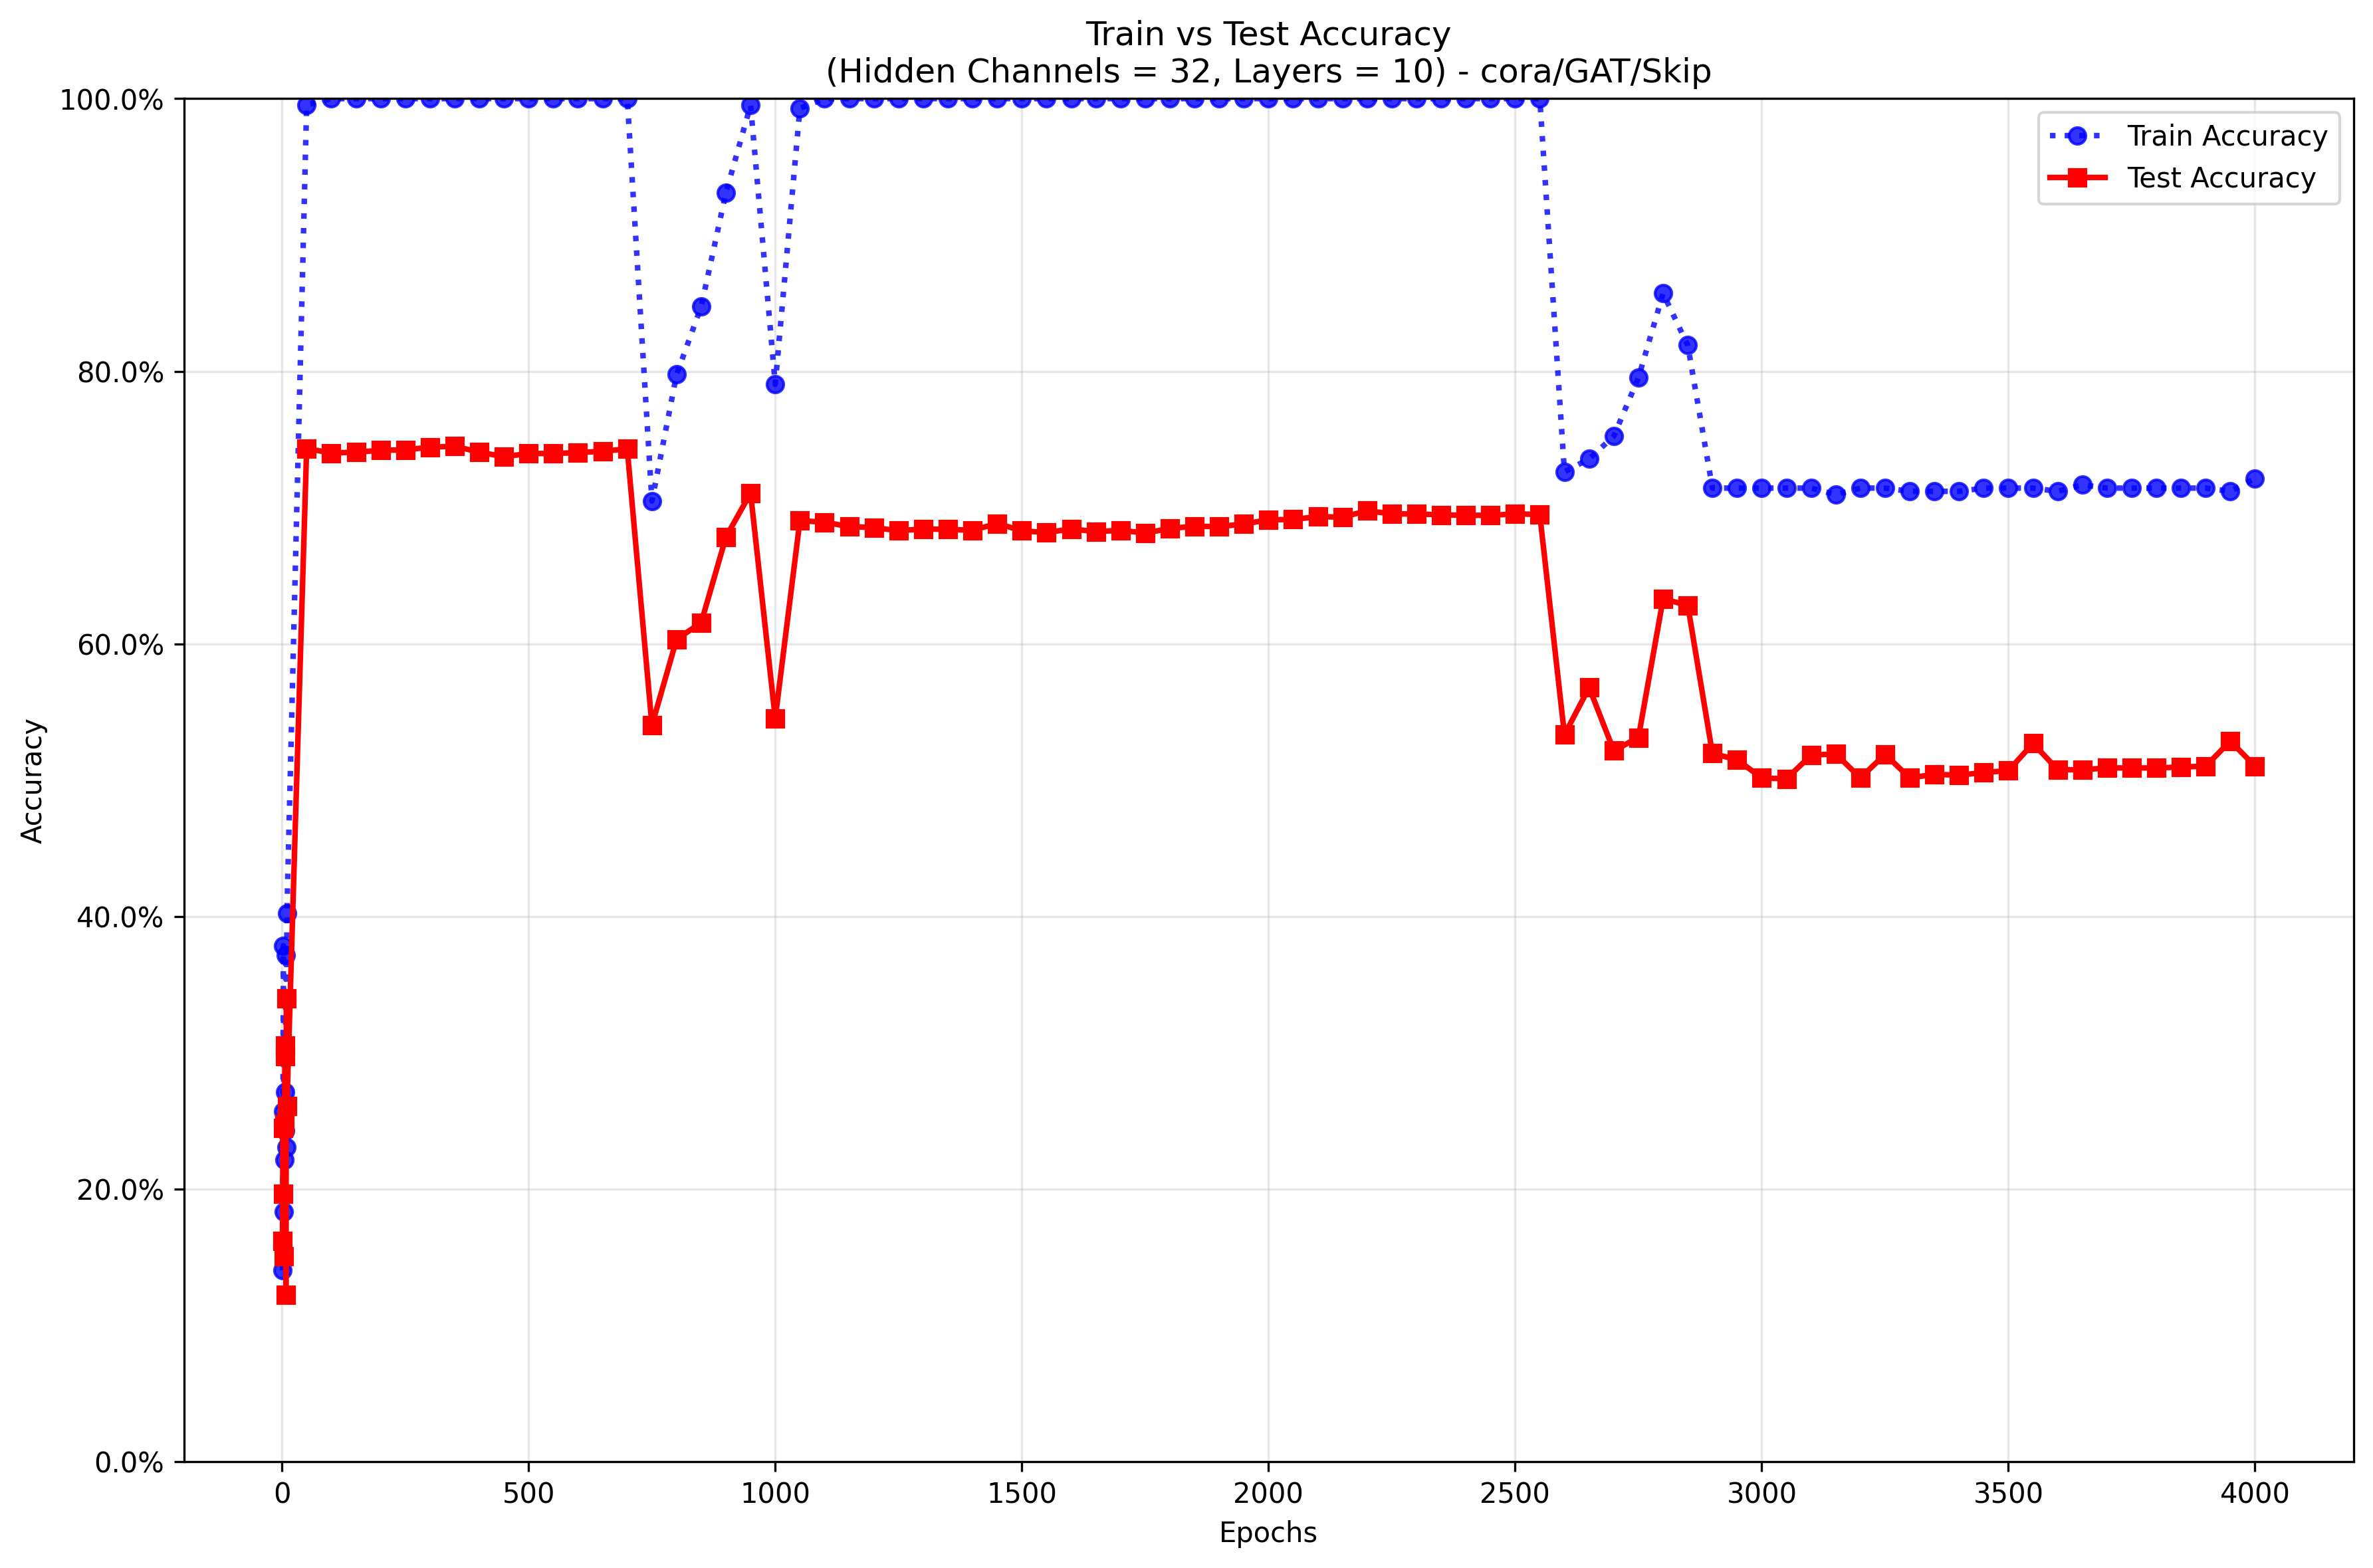 Train vs Test Accuracy
(Hidden Channels = 32, Layers = 10) - cora/GAT/Skip
100.0%
80.0%
60.0%
40.0%
20.0%
0.0%
Accuracy
Train Accuracy
Test Accuracy
0 500 1000 1500 2000 2500 3000 3500 4000
Epochs